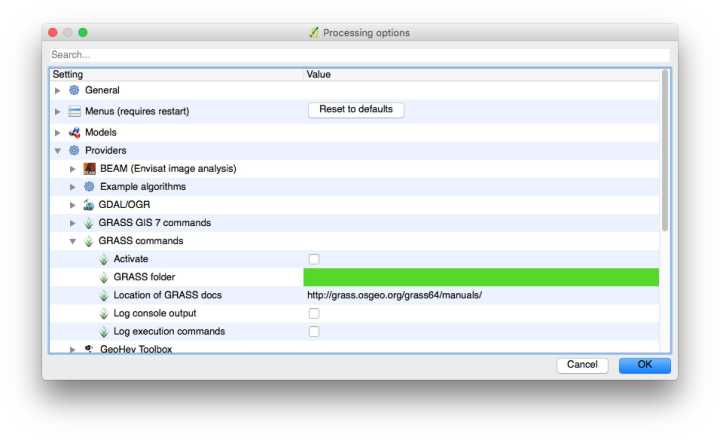 Processing options
Search...
Setting Value
General
Menus (requires restart) Reset to defaults
Models
Providers
BEAM (Envisat image analysis)
Example algorithms
GDAL/OGR
GRASS GIS 7 commands
GRASS commands
Activate
GRASS folder
Location of GRASS docs http://grass.osgeo.org/grass64/manuals/
Log console output
Log execution commands
GeoHey Toolbox
Cancel OK